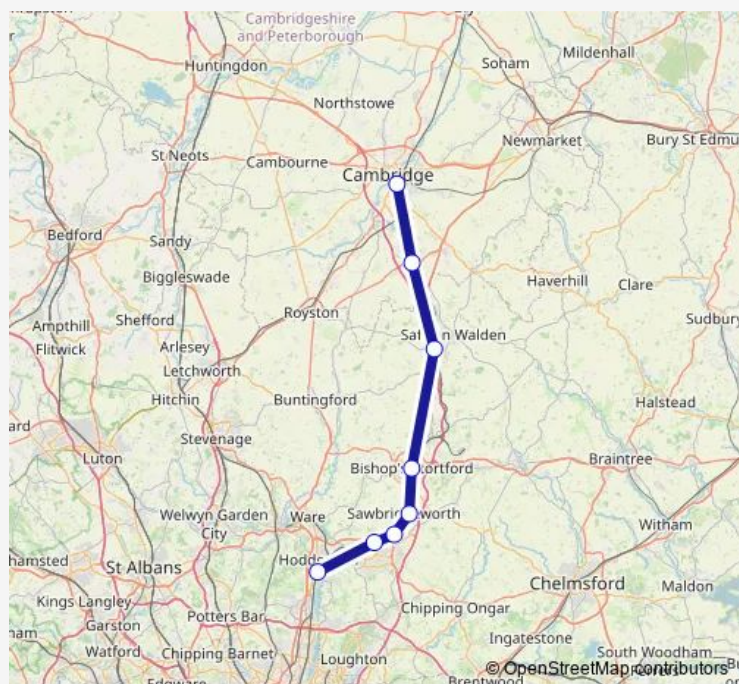 Cambridgeshire
and Peterborough
Mildenhall
Huntingdon
Soham
Northstowe
Newmarket
Bury St Edmu
St Neots
Cambourne
Cambridge
Bedford
Sandy
Biggleswade
Haverhill
Clare
Royston
Ampthill
Shefford
Sudbury
Flitwick
Arlesey
Walden
Letchworth
Hitchin
Buntingford
Halstead
Stevenage
Luton
Bishop's Stortford
Braintree
Welwyn Garden
City
Ware
Sawbridgeworth
Witham
St Albans
Chelmsford
Maldon
Kings Langley
Chipping Ongar
Garston
Potters Bar
Ingatestone
Watford
Chipping Barnet
Loughton
South Woodham
Brentwood
© OpenStreetMap contributors